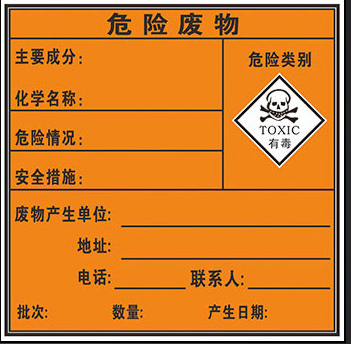 危险废物
主要成分:
化学名称:
危险情况:
安全措施:
危险类别
TOXIC
有毒
废物产生单位:
地址:
电话: 联系人:
批次: 数量: 产生日期: